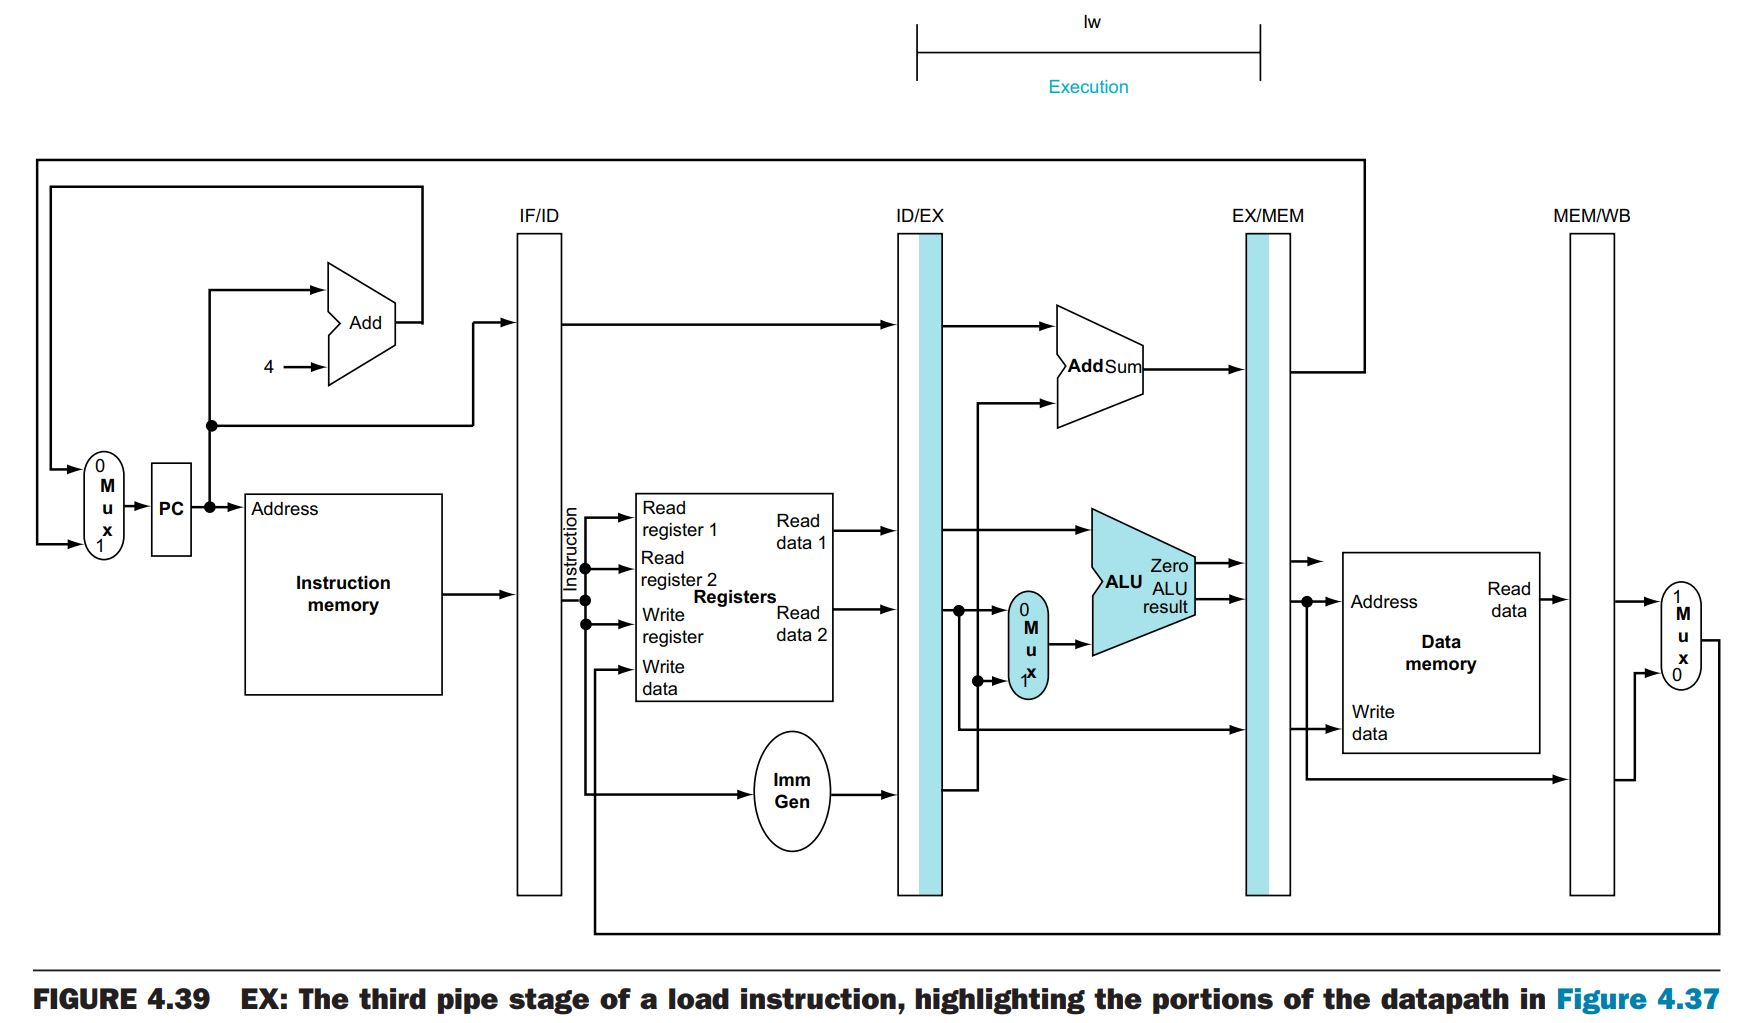 lw
Execution
IF/ID
ID/EX
EX/MEM
MEM/WB
Add
4
Add Sum
0
M
u
x
1
PC
Address
Instruction
memory
Instruction
Read
register 1
Read
register 2
Registers
Write
register
Write
data
Read
data 1
Read
data 2
Imm
Gen
0
M
u
x
1
ALU
Zero
ALU
result
Address
Read
data
Data
memory
Write
data
1
M
u
x
0
FIGURE 4.39 EX: The third pipe stage of a load instruction, highlighting the portions of the datapath in Figure 4.37